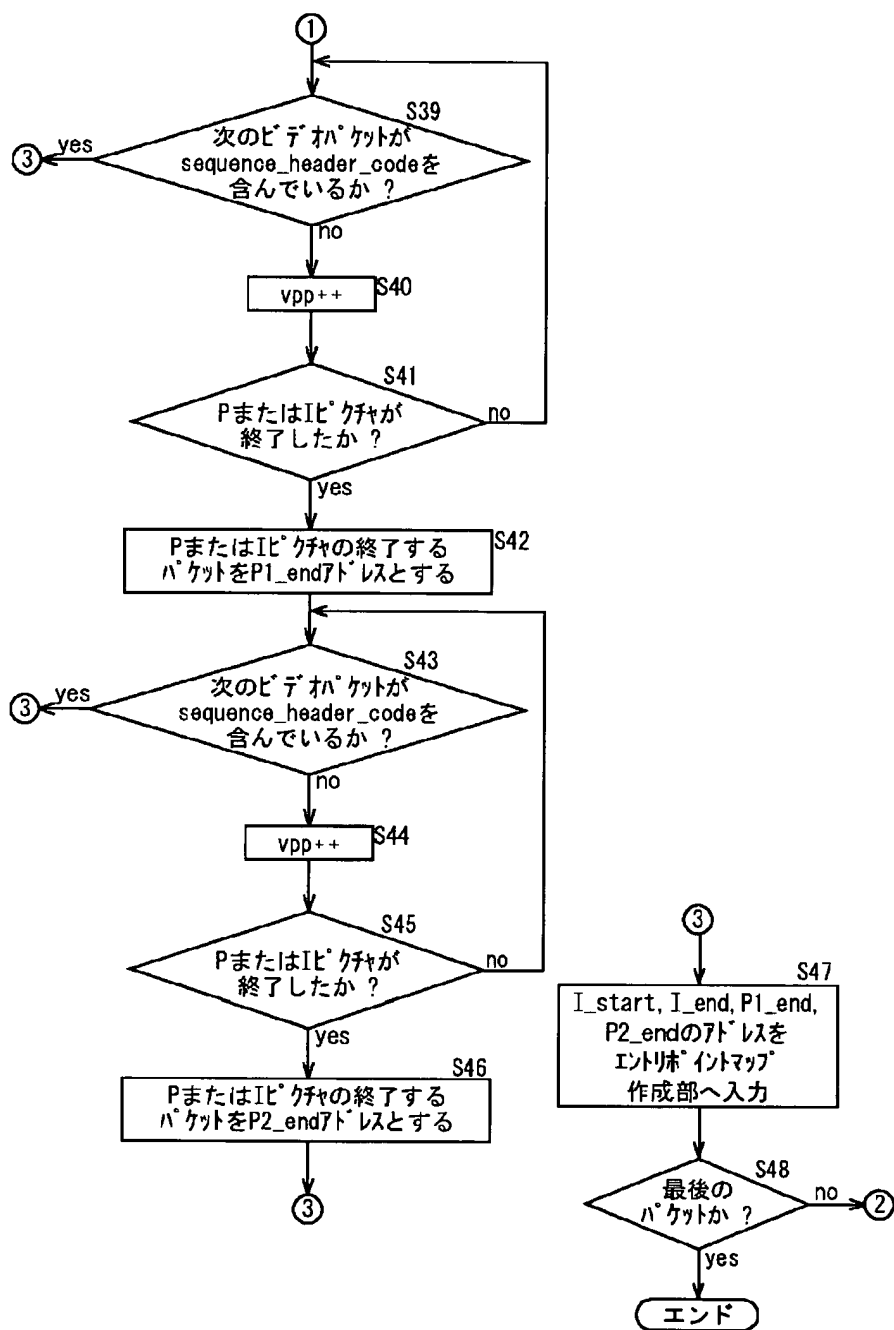 ①
S39
次のビデオパケットが
sequence_header_codeを
含んでいるか ?
yes
③
no
vpp++
S40
S41
PまたはIピクチャが
終了したか ?
no
yes
S42
PまたはIピクチャの終了する
パケットをP1_endアドレスとする
S43
次のビデオパケットが
sequence_header_codeを
含んでいるか ?
yes
③
no
vpp++
S44
S45
PまたはIピクチャが
終了したか ?
no
yes
S46
PまたはIピクチャの終了する
パケットをP2_endアドレスとする
③
③
S47
I_start, I_end, P1_end,
P2_endのアドレスを
エントリポイントマップ
作成部へ入力
S48
最後の
パケットか ?
no
②
yes
エンド